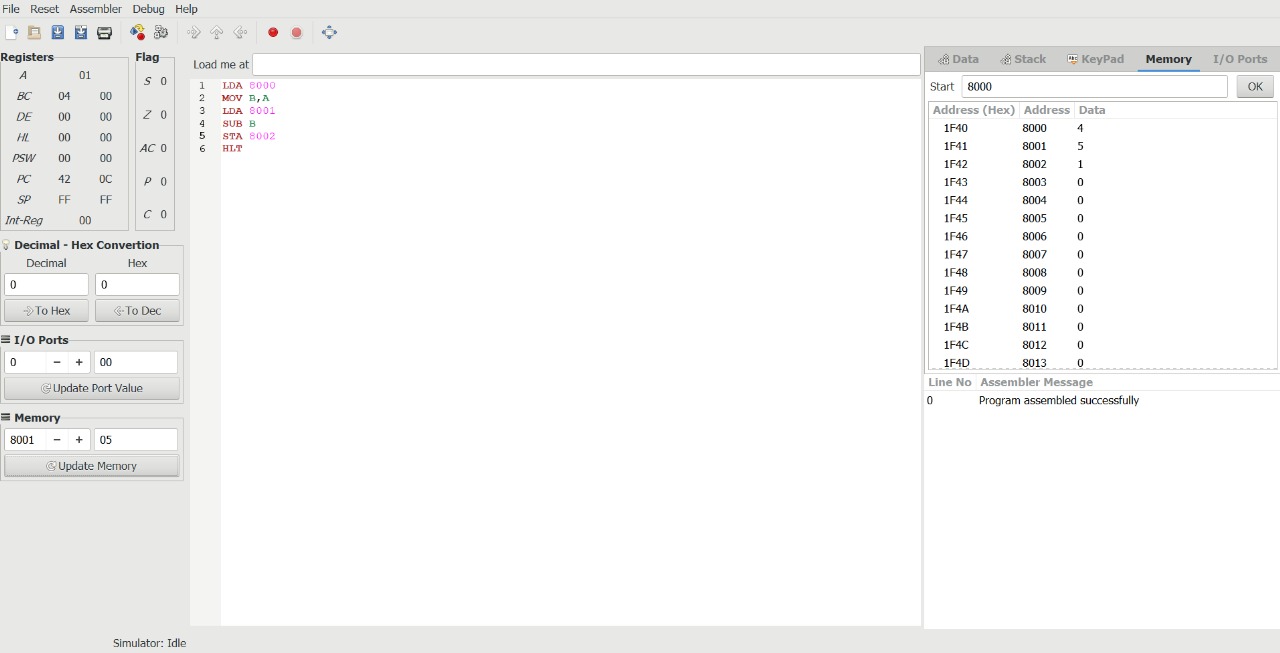 File Reset Assembler Debug Help
Registers
A 01
BC 04 00
DE 00 00
HL 00 00
PSW 00 00
PC 42 0C
SP FF FF
Int-Reg 00
Flag
S 0
Z 0
AC 0
P 0
C 0
Decimal - Hex Convertion
Decimal Hex
0 0
To Hex To Dec
I/O Ports
0 - + 00
Update Port Value
Memory
8001 - + 05
Update Memory
Load me at
1 LDA 8000
2 MOV B,A
3 LDA 8001
4 SUB B
5 STA 8002
6 HLT
Data Stack KeyPad Memory I/O Ports
Start 8000 OK
Address (Hex) Address Data
1F40 8000 4
1F41 8001 5
1F42 8002 1
1F43 8003 0
1F44 8004 0
1F45 8005 0
1F46 8006 0
1F47 8007 0
1F48 8008 0
1F49 8009 0
1F4A 8010 0
1F4B 8011 0
1F4C 8012 0
1F4D 8013 0
Line No Assembler Message
0 Program assembled successfully
Simulator: Idle